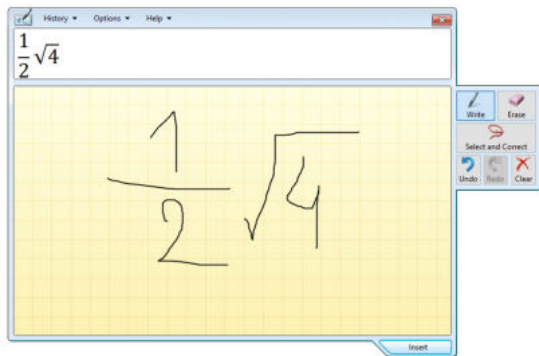 History Options Help
1/2 √4
1/2 √4
Write Erase
Select and Correct
Undo Redo Clear
Insert